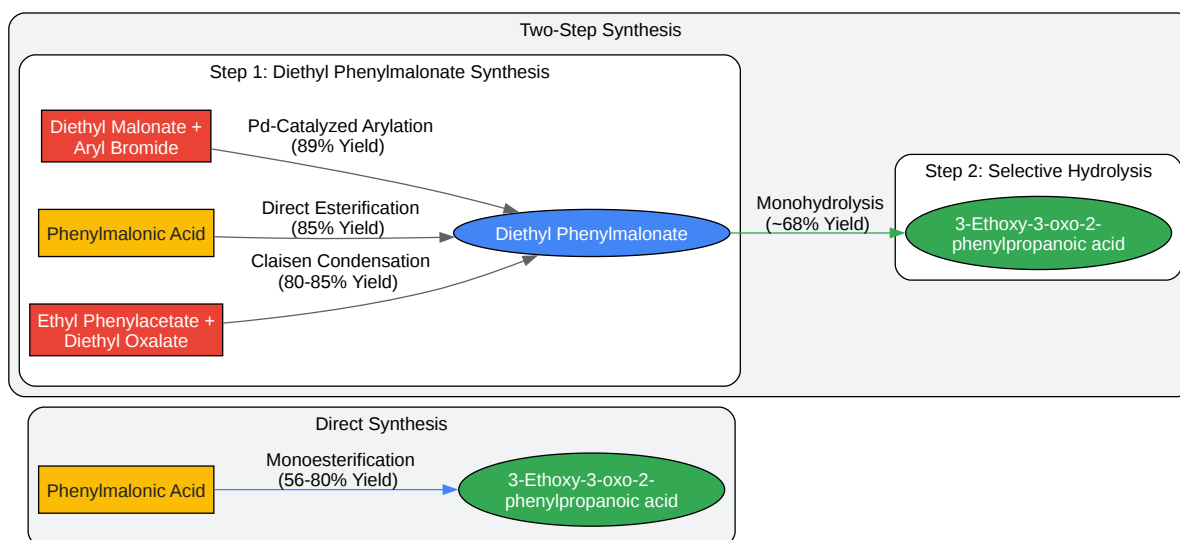 Two-Step Synthesis
Step 1: Diethyl Phenylmalonate Synthesis
Diethyl Malonate +
Aryl Bromide
Pd-Catalyzed Arylation
(89% Yield)
Phenylmalonic Acid
Direct Esterification
(85% Yield)
Claisen Condensation
(80-85% Yield)
Ethyl Phenylacetate +
Diethyl Oxalate
Diethyl Phenylmalonate
Monohydrolysis
(~68% Yield)
Step 2: Selective Hydrolysis
3-Ethoxy-3-oxo-2-
phenylpropanoic acid
Direct Synthesis
Phenylmalonic Acid
Monoesterification
(56-80% Yield)
3-Ethoxy-3-oxo-2-
phenylpropanoic acid